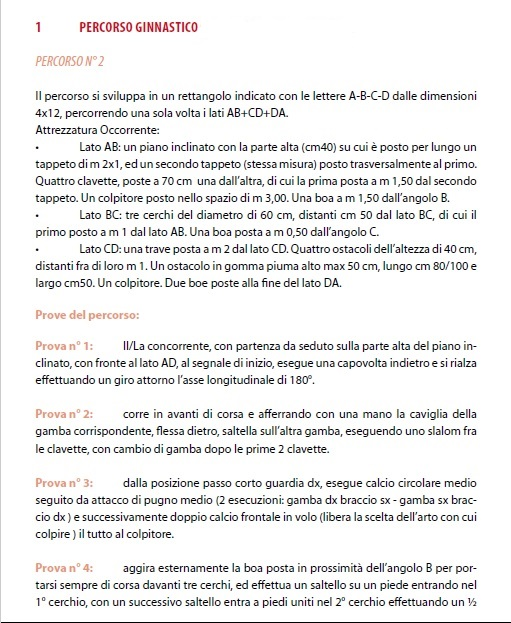 1 PERCORSO GINNASTICO
PERCORSO N° 2
Il percorso si sviluppa in un rettangolo indicato con le lettere A-B-C-D dalle dimensioni
4x12, percorrendo una sola volta i lati AB+CD+DA.
Attrezzatura Occorrente:
• Lato AB: un piano inclinato con la parte alta (cm40) su cui è posto per lungo un
tappeto di m 2x1, ed un secondo tappeto (stessa misura) posto trasversalmente al primo.
Quattro clavette, poste a 70 cm una dall'altra, di cui la prima posta a m 1,50 dal secondo
tappeto. Un colpitore posto nello spazio di m 3,00. Una boa a m 1,50 dall'angolo B.
• Lato BC: tre cerchi del diametro di 60 cm, distanti cm 50 dal lato BC, di cui il
primo posto a m 1 dal lato AB. Una boa posta a m 0,50 dall'angolo C.
• Lato CD: una trave posta a m 2 dal lato CD. Quattro ostacoli dell'altezza di 40 cm,
distanti fra di loro m 1. Un ostacolo in gomma piuma alto max 50 cm, lungo cm 80/100 e
largo cm50. Un colpitore. Due boe poste alla fine del lato DA.
Prove del percorso:
Prova n° 1: Il/La concorrente, con partenza da seduto sulla parte alta del piano in-
clinato, con fronte al lato AD, al segnale di inizio, esegue una capovolta indietro e si rialza
effettuando un giro attorno l'asse longitudinale di 180°.
Prova n° 2: corre in avanti di corsa e afferrando con una mano la caviglia della
gamba corrispondente, flessa dietro, saltella sull'altra gamba, eseguendo uno slalom fra
le clavette, con cambio di gamba dopo le prime 2 clavette.
Prova n° 3: dalla posizione passo corto guardia dx, esegue calcio circolare medio
seguito da attacco di pugno medio (2 esecuzioni: gamba dx braccio sx - gamba sx brac-
cio dx ) e successivamente doppio calcio frontale in volo (libera la scelta dell'arto con cui
colpire ) il tutto al colpitore.
Prova n° 4: aggira esternamente la boa posta in prossimità dell'angolo B per por-
tarsi sempre di corsa davanti tre cerchi, ed effettua un saltello su un piede entrando nel
1° cerchio, con un successivo saltello entra a piedi uniti nel 2° cerchio effettuando un ½